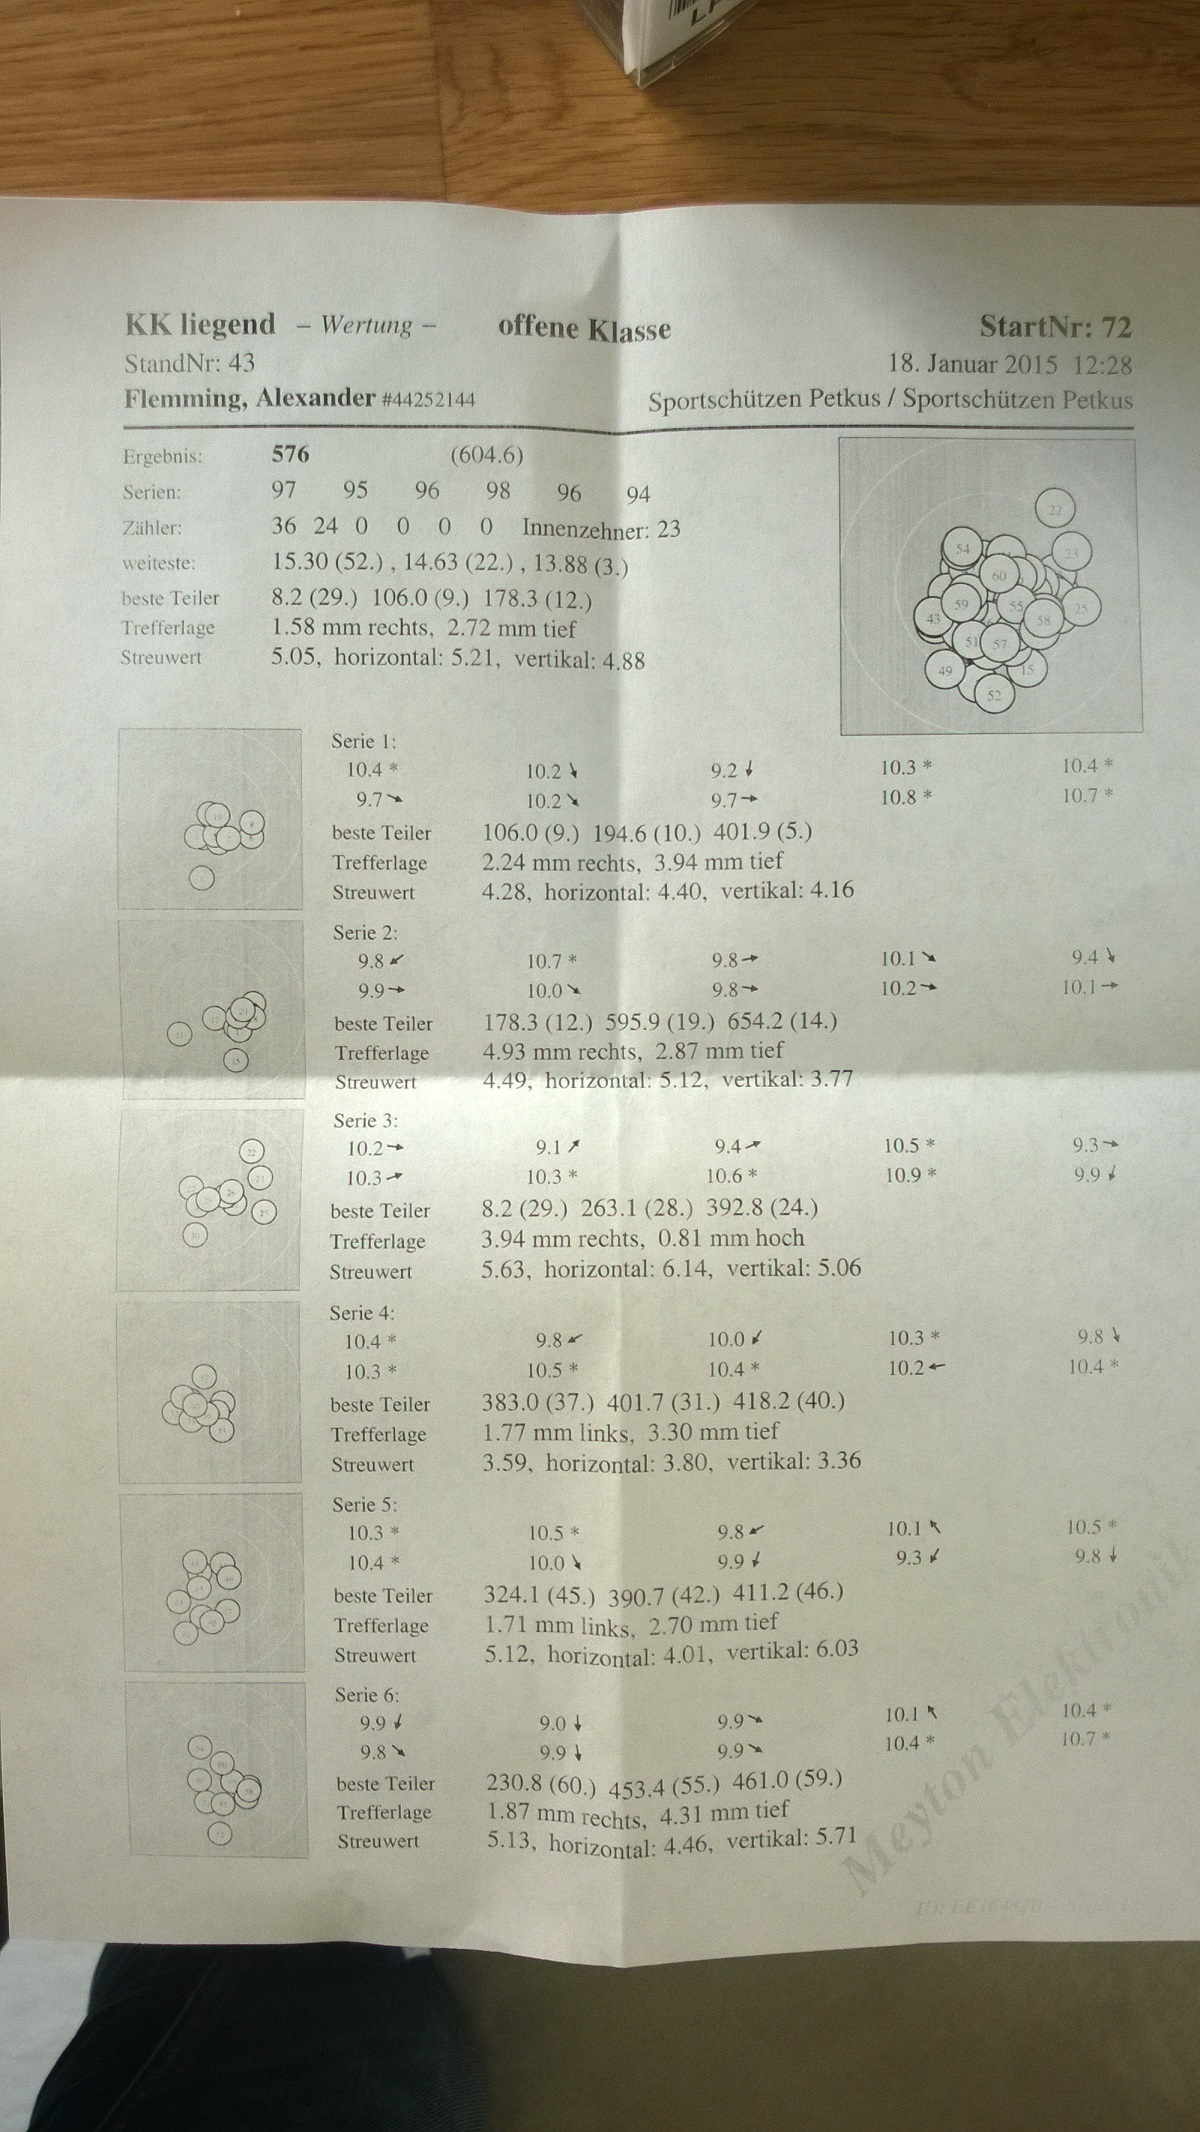 KK liegend – Wertung – offene Klasse StartNr: 72
StandNr: 43 18. Januar 2015 12:28
Flemming, Alexander #44252144 Sportschützen Petkus / Sportschützen Petkus
Ergebnis: 576 (604.6)
Serien: 97 95 96 98 96 94
Zähler: 36 24 0 0 0 0 Innenzehner: 23
weiteste: 15.30 (52.) , 14.63 (22.) , 13.88 (3.)
beste Teiler 8.2 (29.) 106.0 (9.) 178.3 (12.)
Trefferlage 1.58 mm rechts, 2.72 mm tief
Streuwert 5.05, horizontal: 5.21, vertikal: 4.88
22
54 23
60
59 55 25
43 58
51 57
49 15
52
Serie 1:
10.4 * 10.2 ↘ 9.2 ↓ 10.3 * 10.4 *
9.7 ↘ 10.2 ↘ 9.7 → 10.8 * 10.7 *
beste Teiler 106.0 (9.) 194.6 (10.) 401.9 (5.)
Trefferlage 2.24 mm rechts, 3.94 mm tief
Streuwert 4.28, horizontal: 4.40, vertikal: 4.16
Serie 2:
9.8 ↙ 10.7 * 9.8 → 10.1 ↘ 9.4 ↘
9.9 → 10.0 ↘ 9.8 → 10.2 → 10.1 →
beste Teiler 178.3 (12.) 595.9 (19.) 654.2 (14.)
Trefferlage 4.93 mm rechts, 2.87 mm tief
Streuwert 4.49, horizontal: 5.12, vertikal: 3.77
Serie 3:
10.2 → 9.1 ↗ 9.4 ↗ 10.5 * 9.3 →
10.3 ↗ 10.3 * 10.6 * 10.9 * 9.9 ↓
beste Teiler 8.2 (29.) 263.1 (28.) 392.8 (24.)
Trefferlage 3.94 mm rechts, 0.81 mm hoch
Streuwert 5.63, horizontal: 6.14, vertikal: 5.06
Serie 4:
10.4 * 9.8 ↙ 10.0 ↙ 10.3 * 9.8 ↘
10.3 * 10.5 * 10.4 * 10.2 ← 10.4 *
beste Teiler 383.0 (37.) 401.7 (31.) 418.2 (40.)
Trefferlage 1.77 mm links, 3.30 mm tief
Streuwert 3.59, horizontal: 3.80, vertikal: 3.36
Serie 5:
10.3 * 10.5 * 9.8 ↙ 10.1 ↖ 10.5 *
10.4 * 10.0 ↘ 9.9 ↓ 9.3 ↙ 9.8 ↓
beste Teiler 324.1 (45.) 390.7 (42.) 411.2 (46.)
Trefferlage 1.71 mm links, 2.70 mm tief
Streuwert 5.12, horizontal: 4.01, vertikal: 6.03
Serie 6:
9.9 ↓ 9.0 ↓ 9.9 ↘ 10.1 ↖ 10.4 *
9.8 ↘ 9.9 ↓ 9.9 ↘ 10.4 * 10.7 *
beste Teiler 230.8 (60.) 453.4 (55.) 461.0 (59.)
Trefferlage 1.87 mm rechts, 4.31 mm tief
Streuwert 5.13, horizontal: 4.46, vertikal: 5.71
Meyton Elektronik